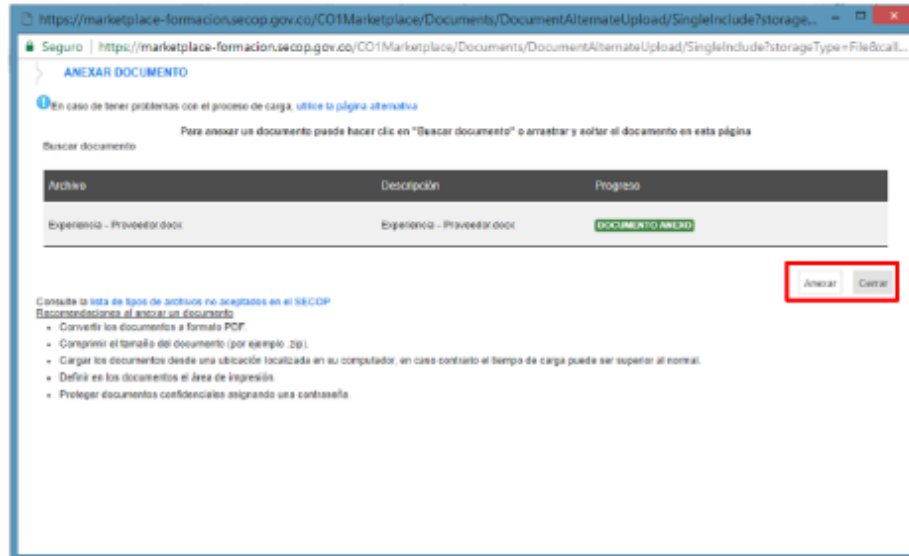 https://marketplace-formacion.secop.gov.co/CO1Marketplace/Documents/DocumentAlternateUpload/SingleInclude?storage...
Seguro | https://marketplace-formacion.secop.gov.co/CO1Marketplace/Documents/DocumentAlternateUpload/SingleInclude?storageType=File&call...
ANEXAR DOCUMENTO
En caso de tener problemas con el proceso de carga, utilice la página alternativa
Para anexar un documento puede hacer clic en "Buscar documento" o arrastrar y soltar el documento en esta página
Buscar documento
Archivo Descripción Progreso
Experiencia - Proveedor.docx Experiencia - Proveedor.docx DOCUMENTO ANEXO
Anexar Cerrar
Consulte la lista de tipos de archivos no aceptados en el SECOP
Recomendaciones al anexar un documento
• Convertir los documentos a formato PDF.
• Comprimir el tamaño del documento (por ejemplo .zip).
• Cargar los documentos desde una ubicación localizada en su computador, en caso contrario el tiempo de carga puede ser superior al normal.
• Definir en los documentos el área de impresión.
• Proteger documentos confidenciales asignando una contraseña.